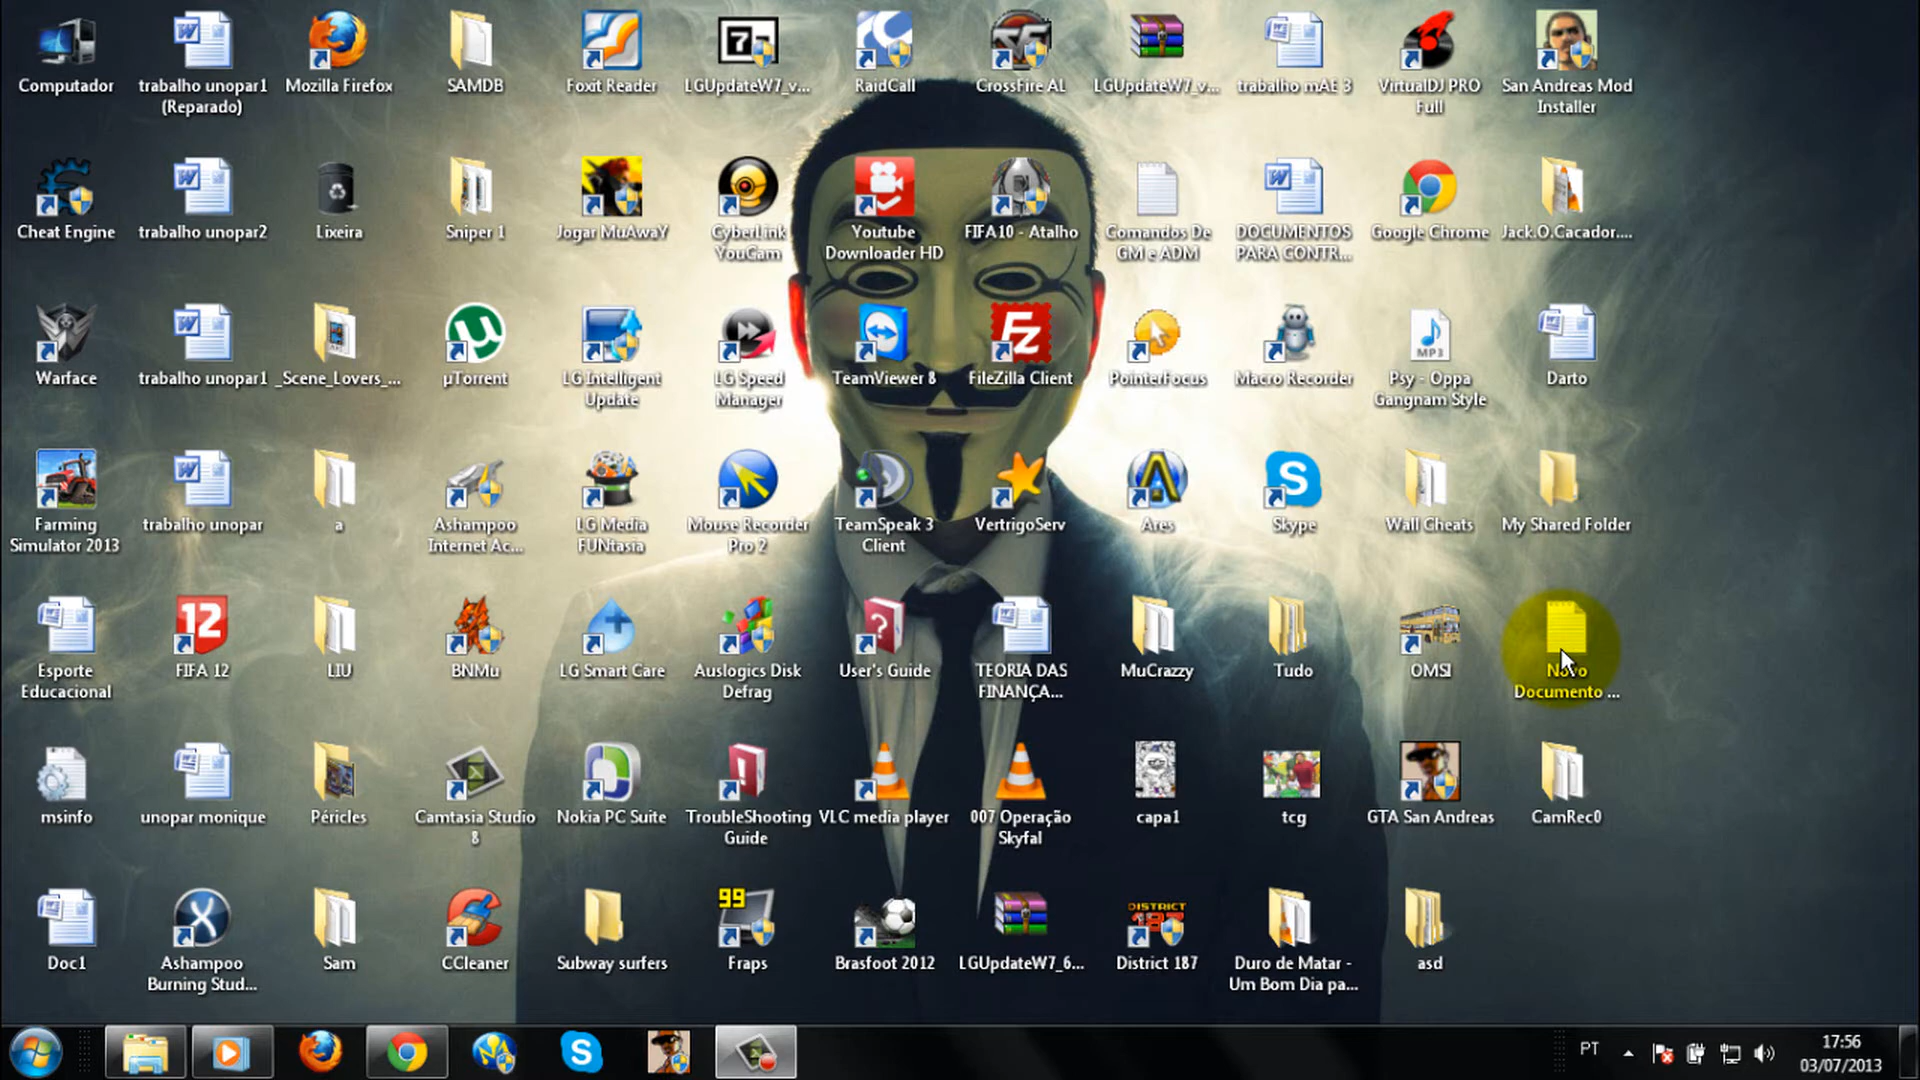 Computador
trabalho unopar1
(Reparado)
Mozilla Firefox
SAMDB
Foxit Reader
LGUpdateW7_v...
RaidCall
CrossFire AL
LGUpdateW7_v...
trabalho mAE 3
VirtualDJ PRO
Full
San Andreas Mod
Installer
Cheat Engine
trabalho unopar2
Lixeira
Sniper 1
Jogar MuAwaY
CyberLink
YouCam
Youtube
Downloader HD
FIFA10 - Atalho
Comandos De
GM e ADM
DOCUMENTOS
PARA CONTR...
Google Chrome
Jack.O.Cacador....
Warface
trabalho unopar1
_Scene_Lovers_...
µTorrent
LG Intelligent
Update
LG Speed
Manager
TeamViewer 8
FileZilla Client
PointerFocus
Macro Recorder
MP3
Psy - Oppa
Gangnam Style
Darto
Farming
Simulator 2013
trabalho unopar
a
Ashampoo
Internet Ac...
LG Media
FUNtasia
Mouse Recorder
Pro 2
TeamSpeak 3
Client
VertrigoServ
Ares
Skype
Wall Cheats
My Shared Folder
Esporte
Educacional
12
FIFA 12
LIU
BNMu
LG Smart Care
Auslogics Disk
Defrag
User's Guide
TEORIA DAS
FINANÇA...
MuCrazzy
Tudo
OMSI
Novo
Documento ...
msinfo
unopar monique
Péricles
Camtasia Studio
8
Nokia PC Suite
TroubleShooting
Guide
VLC media player
007 Operação
Skyfal
capa1
tcg
GTA San Andreas
CamRec0
Doc1
Ashampoo
Burning Stud...
Sam
CCleaner
Subway surfers
99
Fraps
Brasfoot 2012
LGUpdateW7_6...
DISTRICT
187
District 187
Duro de Matar -
Um Bom Dia pa...
asd
PT
17:56
03/07/2013